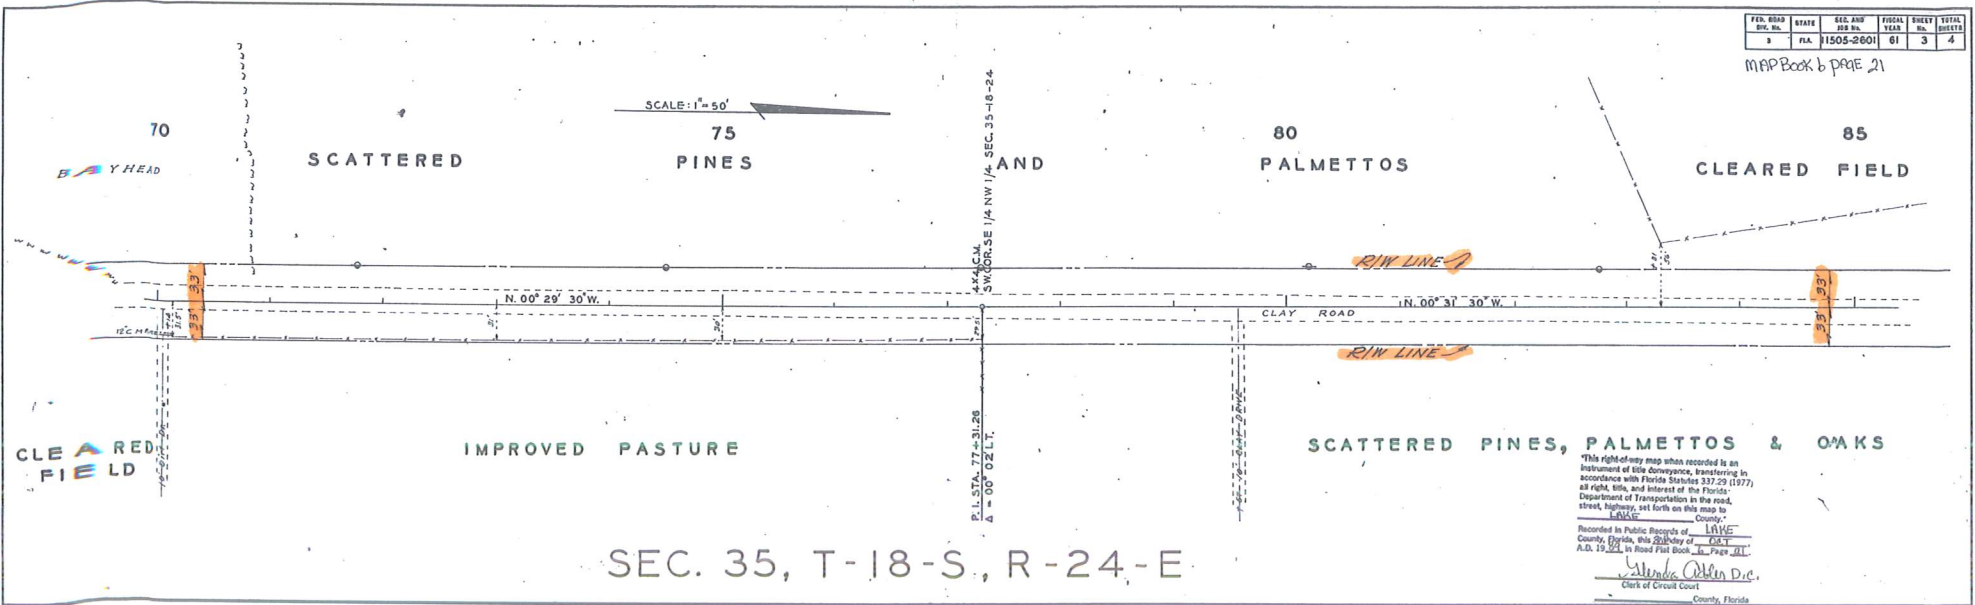 FED. ROAD DIV. No. STATE SEC. AND JOB No. FISCAL YEAR SHEET No. TOTAL SHEETS
3 FLA. 11505-2601 61 3 4
MAP BOOK 6 PAGE 21
SCALE: 1"=50'
70 75 80 85
BAYHEAD SCATTERED PINES AND PALMETTOS CLEARED FIELD
4X4 C.M.
SW. COR. SE 1/4 NW 1/4 SEC. 35-18-24
R/W LINE
33' 33'
N. 00° 29' 30" W.
N. 00° 31' 30" W.
33' 33'
CLAY ROAD
31.5'
31'
30'
R/W LINE
P. I. STA. 77+31.26
Δ - 00° 02' LT.
CLEARED
FIELD
IMPROVED PASTURE
SCATTERED PINES, PALMETTOS & OAKS
"This right-of-way map when recorded is an
instrument of title conveyance, transferring in
accordance with Florida Statutes 337.29 (1977)
all right, title, and interest of the Florida
Department of Transportation in the road,
street, highway, set forth on this map to
LAKE County."
Recorded in Public Records of LAKE
County, Florida, this day of OCT
A.D. 19 in Road Plat Book 6 Page 21
D.C.
Clerk of Circuit Court
County, Florida
SEC. 35, T-18-S, R-24-E